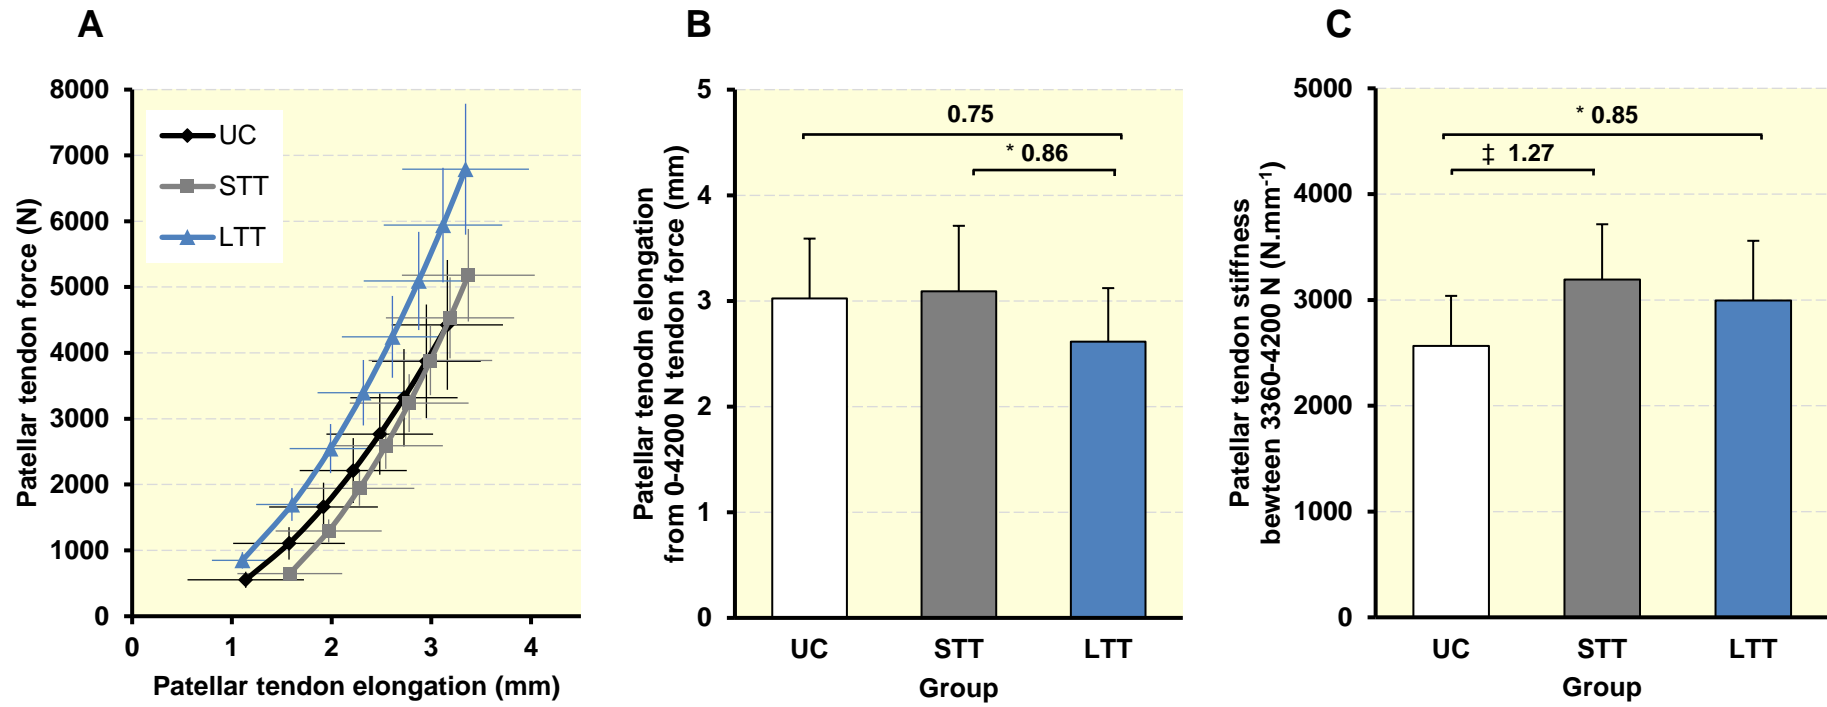 A
Patellar tendon force (N)
8000
7000
6000
5000
4000
3000
2000
1000
0
UC
STT
LTT
0 1 2 3 4
Patellar tendon elongation (mm)
B
Patellar tenodn elongation
from 0-4200 N tendon force (mm)
5
4
3
2
1
0
0.75
* 0.86
UC STT LTT
Group
C
Patellar tendon stiffness
bewteen 3360-4200 N (N.mm⁻¹)
5000
4000
3000
2000
1000
0
* 0.85
‡ 1.27
UC STT LTT
Group